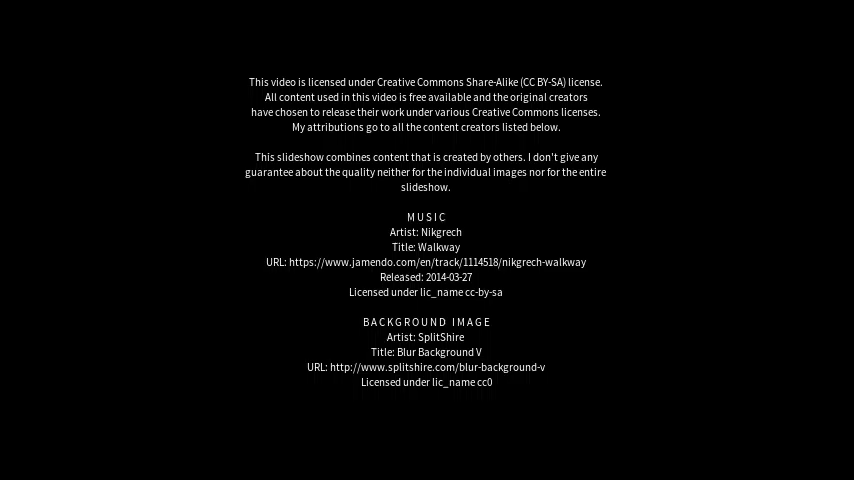 This video is licensed under Creative Commons Share-Alike (CC BY-SA) license.
All content used in this video is free available and the original creators
have chosen to release their work under various Creative Commons licenses.
My attributions go to all the content creators listed below.
This slideshow combines content that is created by others. I don't give any
guarantee about the quality neither for the individual images nor for the entire
slideshow.
MUSIC
Artist: Nikgrech
Title: Walkway
URL: https://www.jamendo.com/en/track/1114518/nikgrech-walkway
Released: 2014-03-27
Licensed under lic_name cc-by-sa
BACKGROUND IMAGE
Artist: SplitShire
Title: Blur Background V
URL: http://www.splitshire.com/blur-background-v
Licensed under lic_name cc0